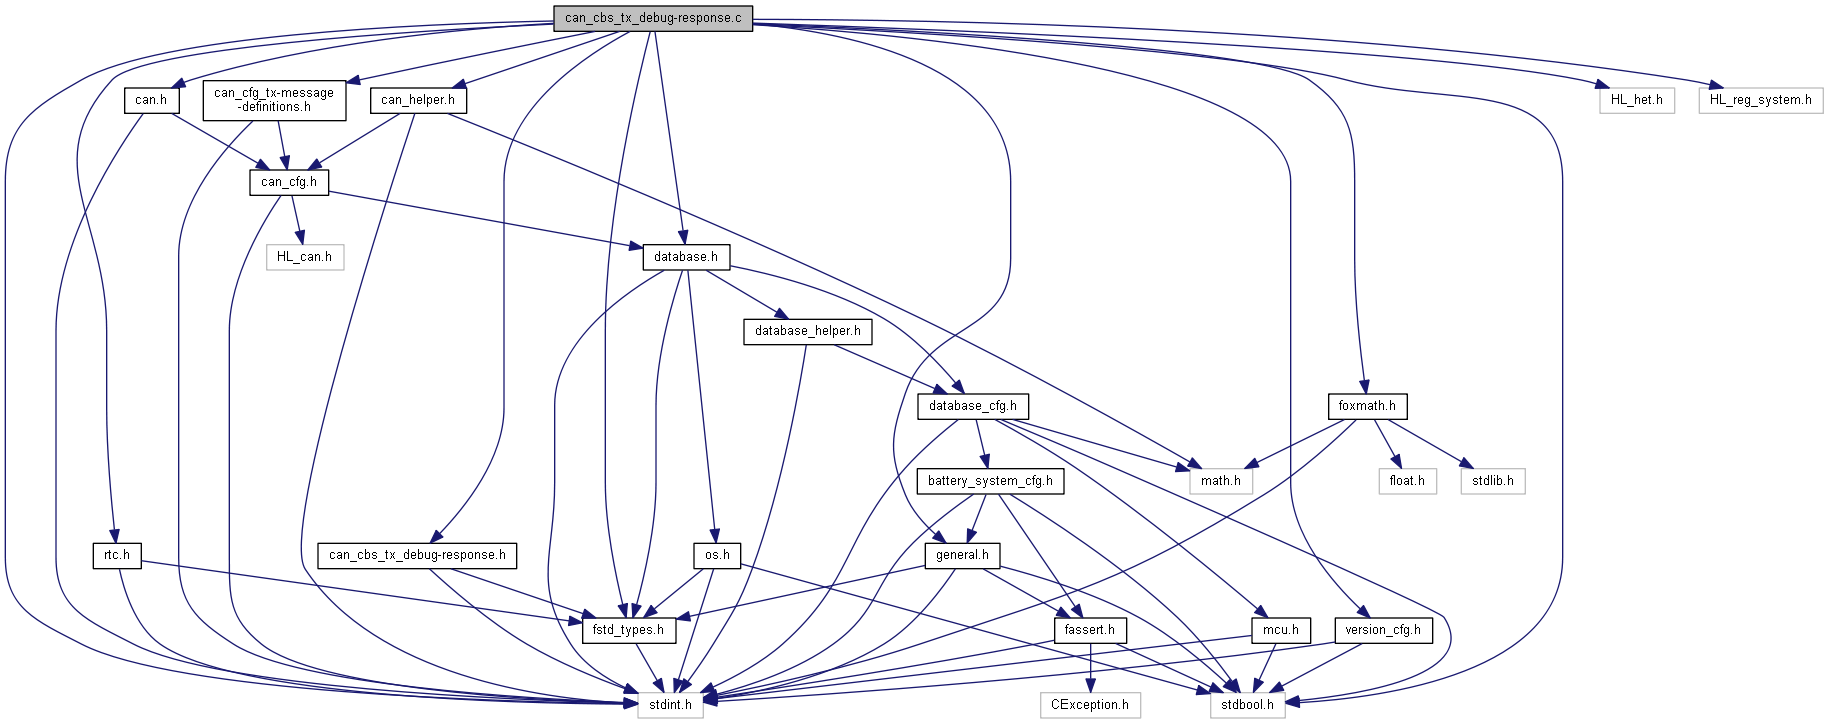 can_cbs_tx_debug-response.c
can.h
can_cfg_tx-message
-definitions.h
can_helper.h
HL_het.h
HL_reg_system.h
can_cfg.h
HL_can.h
database.h
database_helper.h
database_cfg.h
foxmath.h
battery_system_cfg.h
math.h
float.h
stdlib.h
rtc.h
can_cbs_tx_debug-response.h
os.h
general.h
fstd_types.h
fassert.h
mcu.h
version_cfg.h
stdint.h
CException.h
stdbool.h